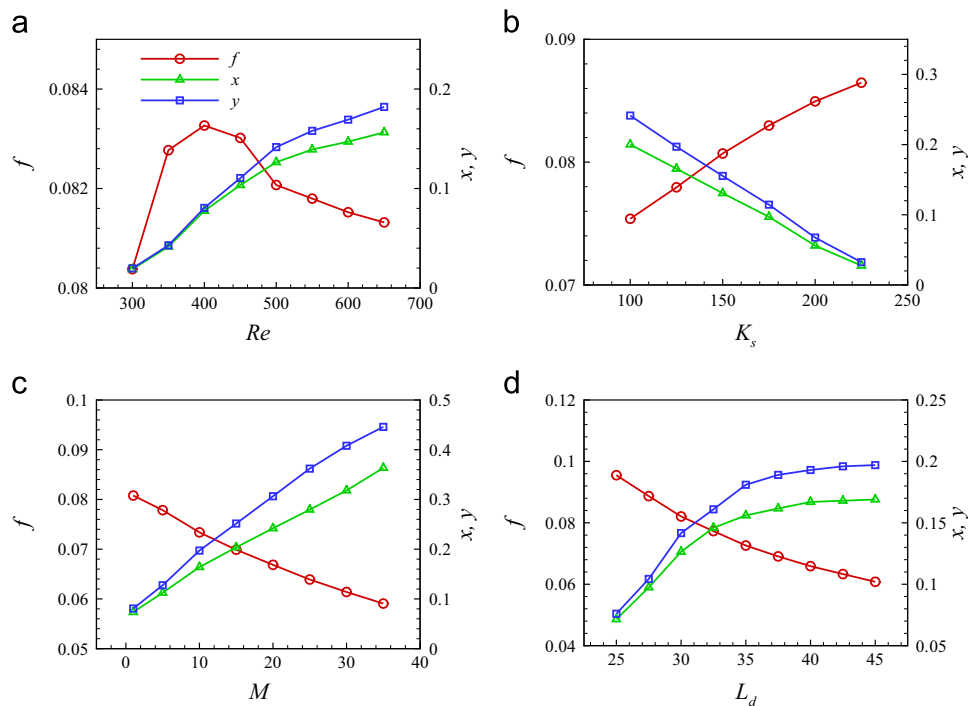 a
f
x
y
0.084
0.082
0.08
0.2
0.1
0
300 400 500 600 700
f
x, y
Re
b
0.09
0.08
0.07
0.3
0.2
0.1
0
100 150 200 250
f
x, y
K_s
c
0.1
0.09
0.08
0.07
0.06
0.05
0.5
0.4
0.3
0.2
0.1
0
0 10 20 30 40
f
x, y
M
d
0.12
0.1
0.08
0.06
0.04
0.25
0.2
0.15
0.1
0.05
25 30 35 40 45
f
x, y
L_d